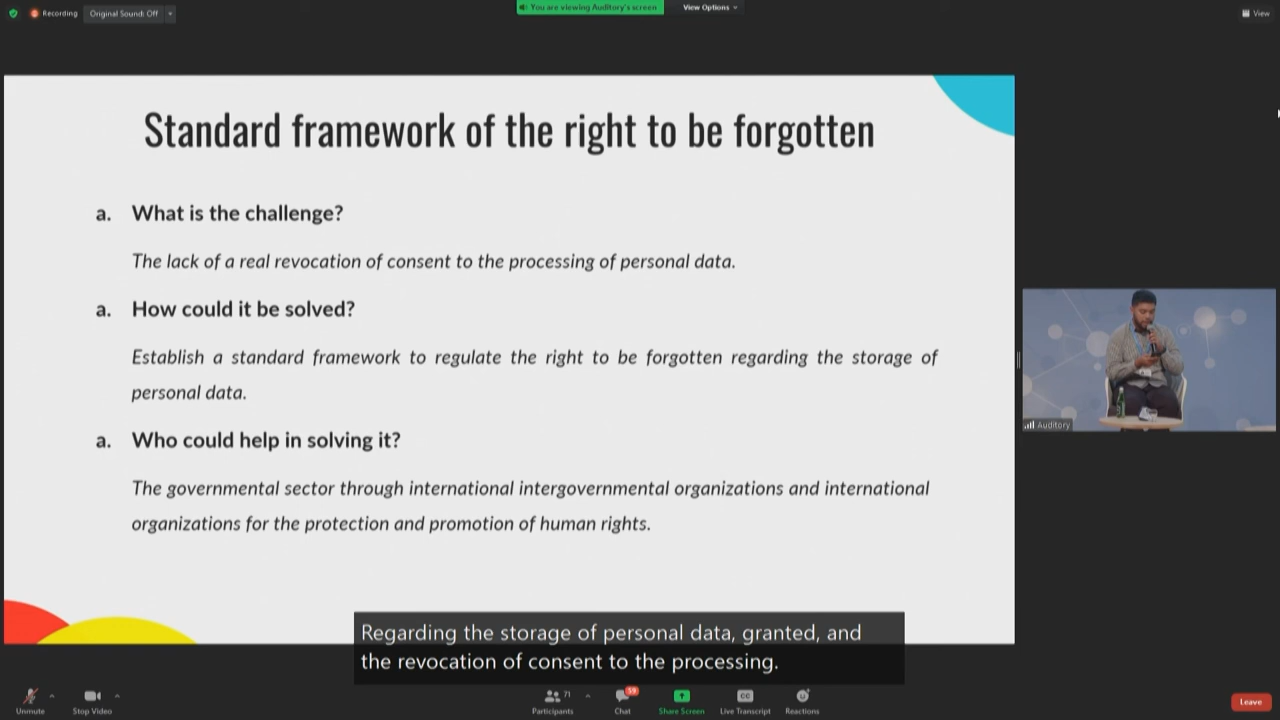 Recording
Original Sound: Off
You are viewing Auditory's screen
View Options
View
Standard framework of the right to be forgotten
a. What is the challenge?
The lack of a real revocation of consent to the processing of personal data.
a. How could it be solved?
Establish a standard framework to regulate the right to be forgotten regarding the storage of
personal data.
a. Who could help in solving it?
The governmental sector through international intergovernmental organizations and international
organizations for the protection and promotion of human rights.
Auditory
Regarding the storage of personal data, granted, and
the revocation of consent to the processing.
Unmute
Stop Video
71
Participants
59
Chat
Share Screen
CC
Live Transcript
Reactions
Leave